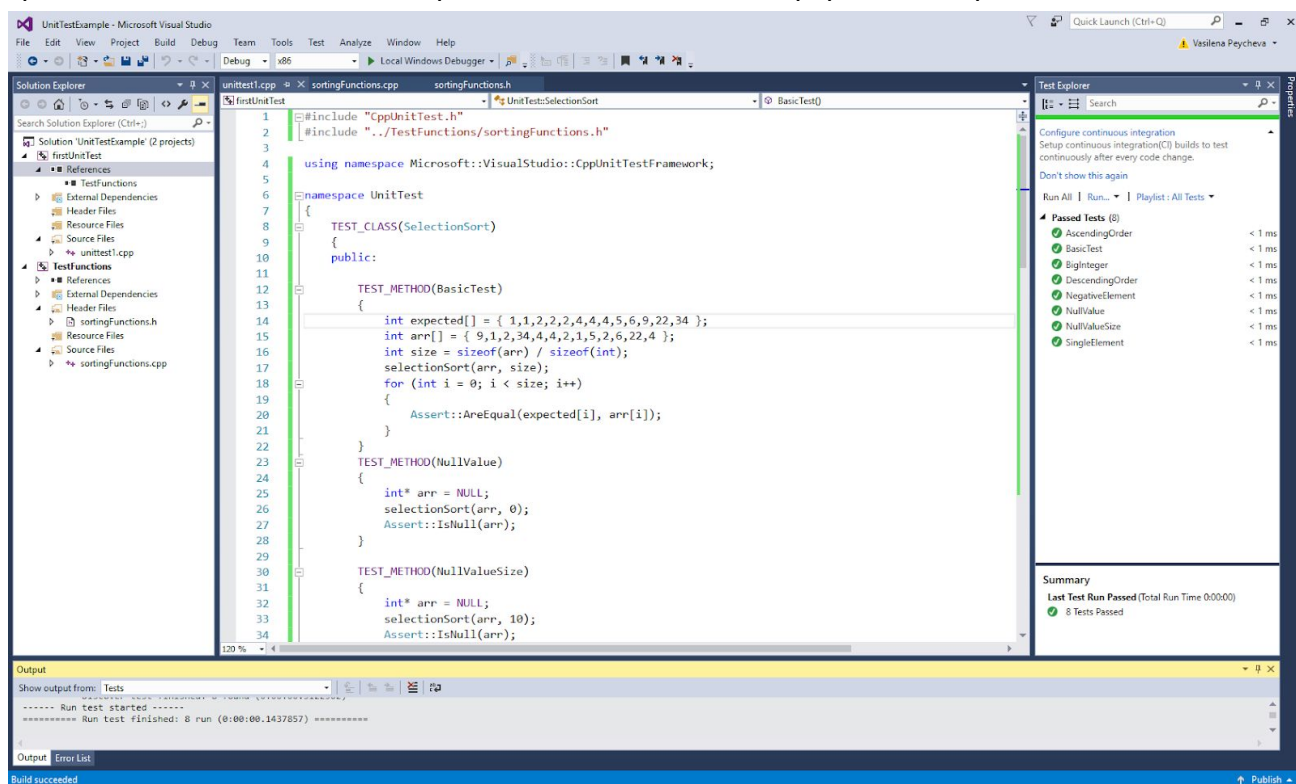 UnitTestExample - Microsoft Visual Studio
Quick Launch (Ctrl+Q)
File Edit View Project Build Debug Team Tools Test Analyze Window Help
Vasilena Peycheva
Debug x86 Local Windows Debugger
Solution Explorer
Search Solution Explorer (Ctrl+;)
Solution 'UnitTestExample' (2 projects)
firstUnitTest
References
TestFunctions
External Dependencies
Header Files
Resource Files
Source Files
unittest1.cpp
TestFunctions
References
External Dependencies
Header Files
sortingFunctions.h
Resource Files
Source Files
sortingFunctions.cpp
unittest1.cpp sortingFunctions.cpp sortingFunctions.h
firstUnitTest UnitTest::SelectionSort BasicTest()
1 #include "CppUnitTest.h"
2 #include "../TestFunctions/sortingFunctions.h"
3
4 using namespace Microsoft::VisualStudio::CppUnitTestFramework;
5
6 namespace UnitTest
7 {
8 TEST_CLASS(SelectionSort)
9 {
10 public:
11
12 TEST_METHOD(BasicTest)
13 {
14 int expected[] = { 1,1,2,2,2,4,4,4,5,6,9,22,34 };
15 int arr[] = { 9,1,2,34,4,4,2,1,5,2,6,22,4 };
16 int size = sizeof(arr) / sizeof(int);
17 selectionSort(arr, size);
18 for (int i = 0; i < size; i++)
19 {
20 Assert::AreEqual(expected[i], arr[i]);
21 }
22 }
23 TEST_METHOD(NullValue)
24 {
25 int* arr = NULL;
26 selectionSort(arr, 0);
27 Assert::IsNull(arr);
28 }
29
30 TEST_METHOD(NullValueSize)
31 {
32 int* arr = NULL;
33 selectionSort(arr, 10);
34 Assert::IsNull(arr);
120 %
Test Explorer
Search
Configure continuous integration
Setup continuous integration(CI) builds to test
continuously after every code change.
Don't show this again
Run All | Run... | Playlist : All Tests
Passed Tests (8)
AscendingOrder < 1 ms
BasicTest < 1 ms
BigInteger < 1 ms
DescendingOrder < 1 ms
NegativeElement < 1 ms
NullValue < 1 ms
NullValueSize < 1 ms
SingleElement < 1 ms
Summary
Last Test Run Passed (Total Run Time 0:00:00)
8 Tests Passed
Properties
Output
Show output from: Tests
------ Run test started ------
========== Run test finished: 8 run (0:00:00.1437857) ==========
Output Error List
Build succeeded
Publish